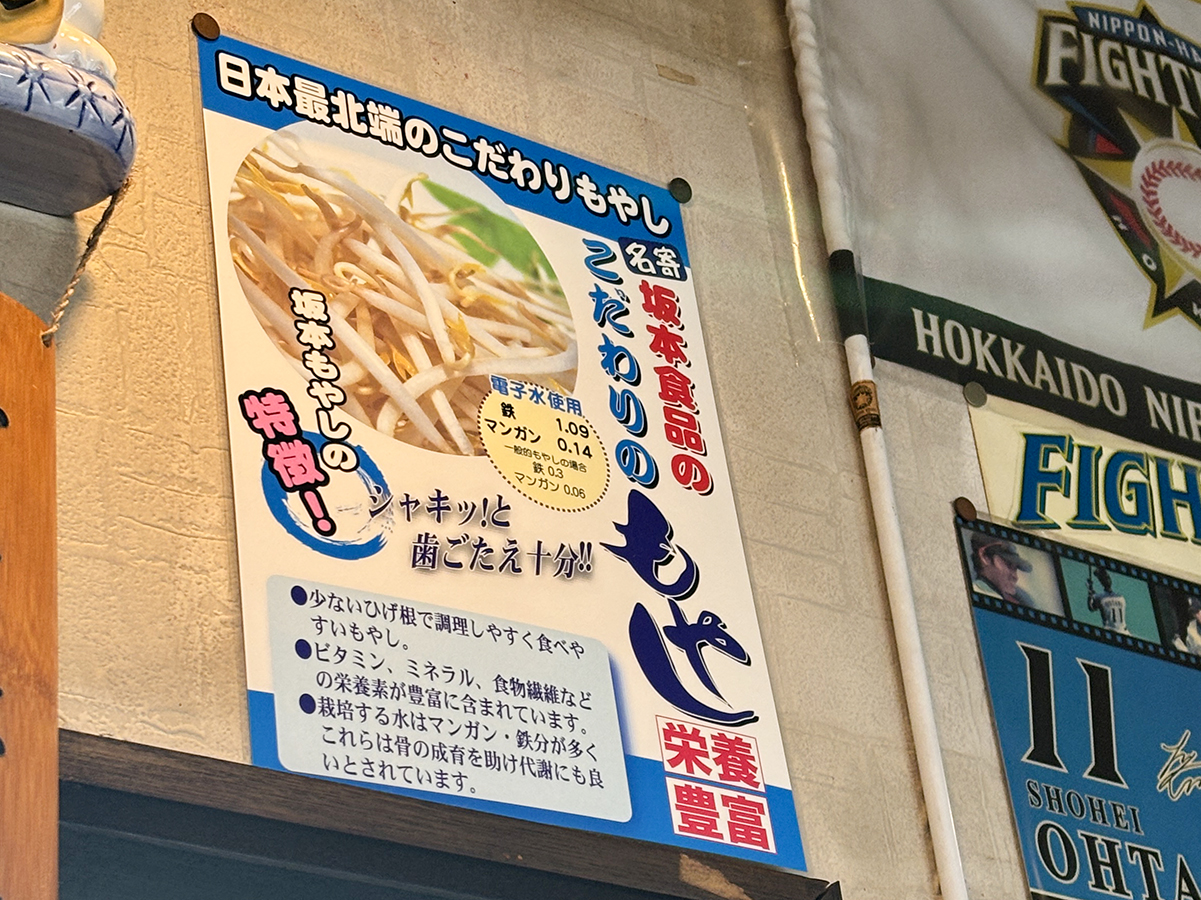 日本最北端のこだわりもやし
名寄
坂本食品の
こだわりの
もやし
栄養
豊富
坂本もやしの
特徴!
電子水使用
鉄 1.09
マンガン 0.14
一般的もやしの場合
鉄 0.3
マンガン 0.06
シャキッ!と
歯ごたえ十分!!
●少ないひげ根で調理しやすく食べや
すいもやし。
●ビタミン、ミネラル、食物繊維など
の栄養素が豊富に含まれています。
●栽培する水はマンガン・鉄分が多く
これらは骨の成育を助け代謝にも良
いとされています。
NIPPON-HA
FIGHT
HOKKAIDO NI
FIGH
11
SHOHEI
OHTA